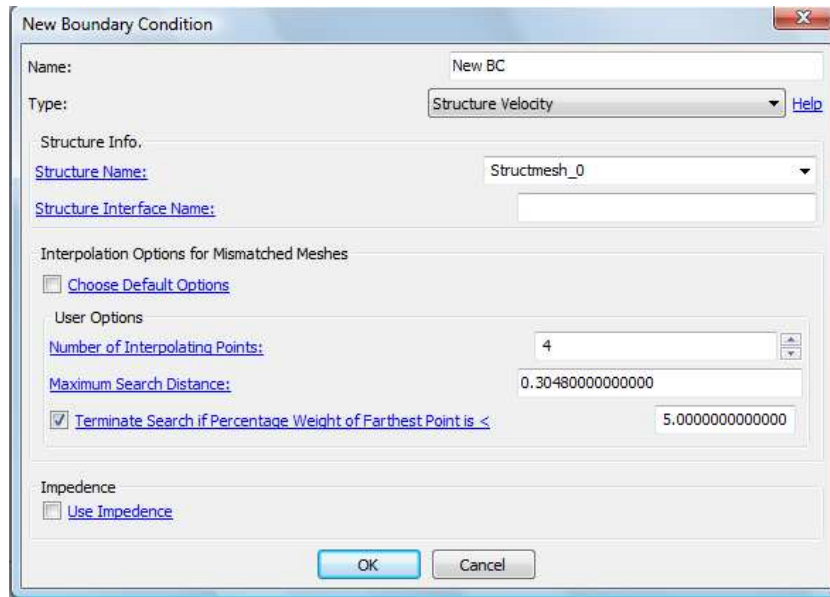 New Boundary Condition
Name: New BC
Type: Structure Velocity Help
Structure Info.
Structure Name: Structmesh_0
Structure Interface Name:
Interpolation Options for Mismatched Meshes
Choose Default Options
User Options
Number of Interpolating Points: 4
Maximum Search Distance: 0.30480000000000
Terminate Search if Percentage Weight of Farthest Point is < 5.0000000000000
Impedence
Use Impedence
OK Cancel